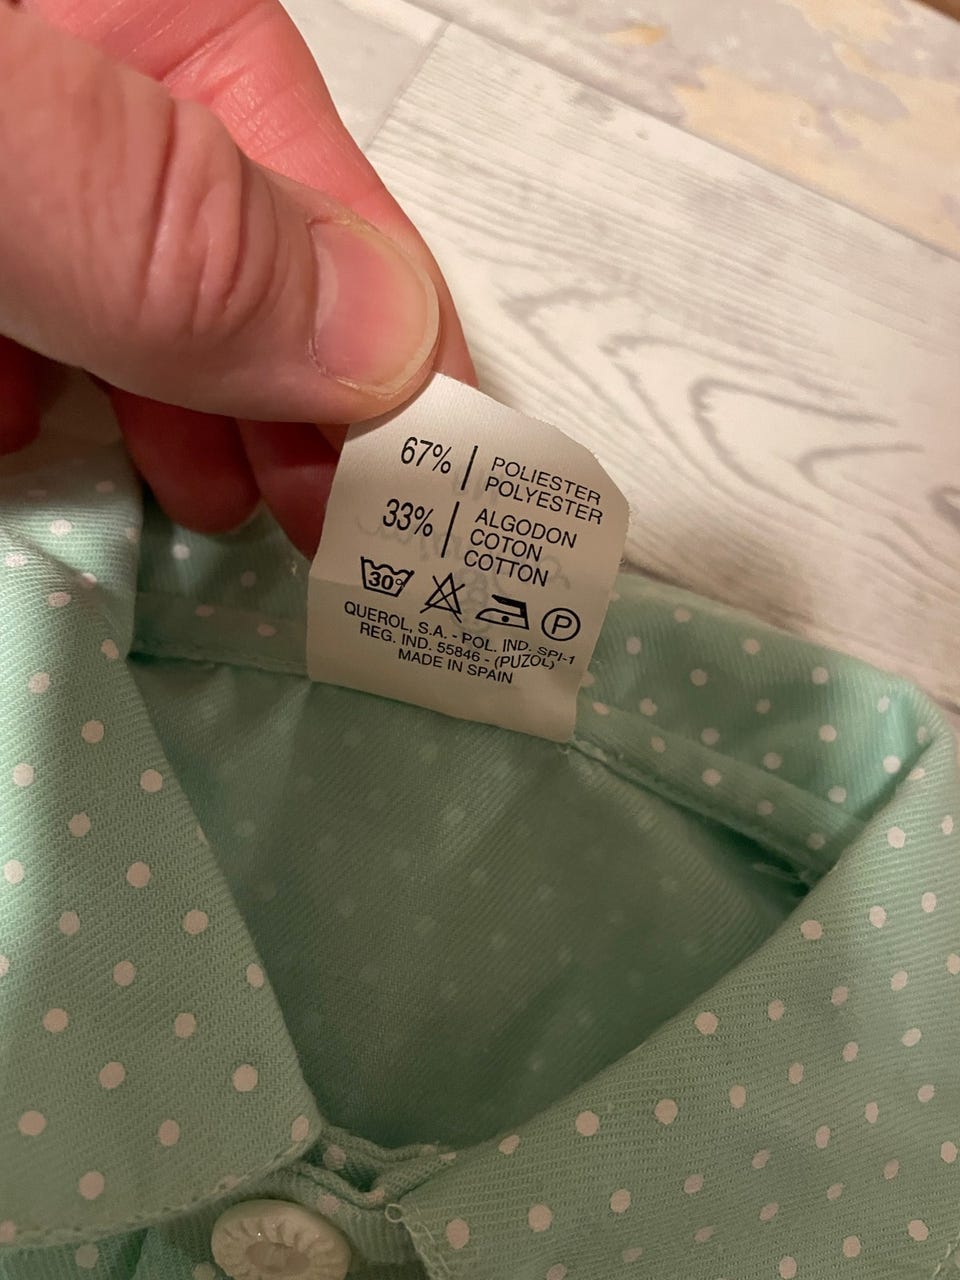 67% POLIESTER
POLYESTER
33% ALGODON
COTON
COTTON
30°
P
QUEROL, S.A. - POL. IND. SPI-1
REG. IND. 55846 - (PUZOL)
MADE IN SPAIN